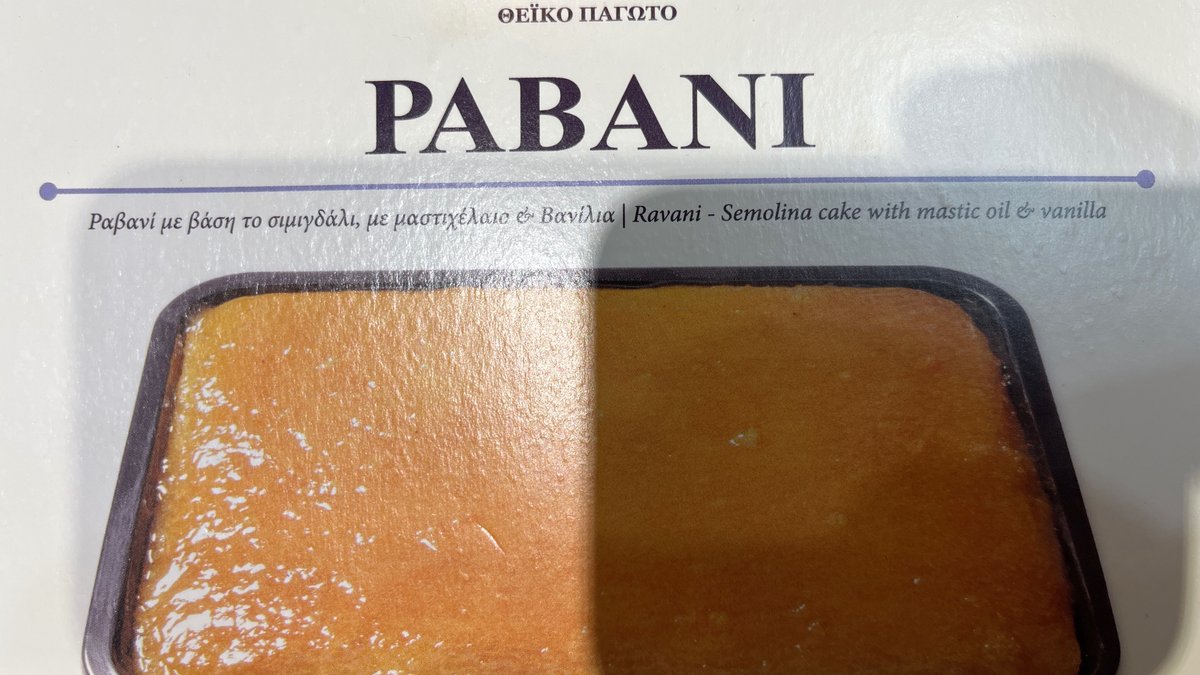 ΘΕΪΚΟ ΠΑΓΩΤΟ
ΡΑΒΑΝΙ
Ραβανί με βάση το σιμιγδάλι, με μαστιχέλαιο & Βανίλια | Ravani - Semolina cake with mastic oil & vanilla